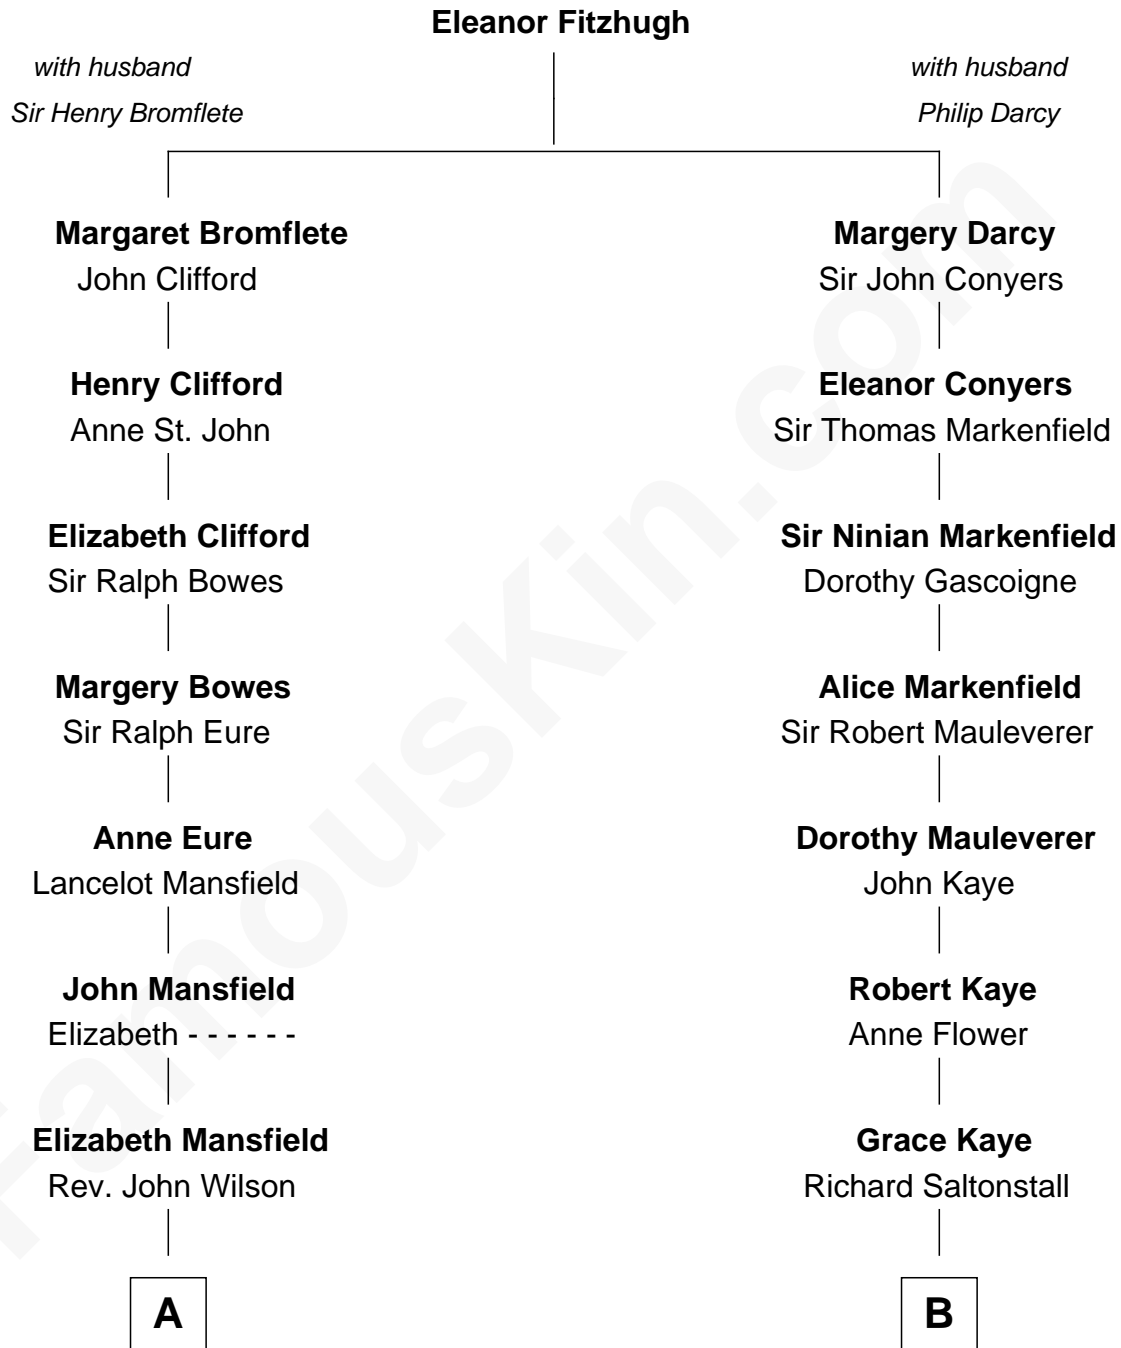 Eleanor Fitzhugh
with husband
Sir Henry Bromflete
with husband
Philip Darcy
Margaret Bromflete
John Clifford
Margery Darcy
Sir John Conyers
Henry Clifford
Anne St. John
Eleanor Conyers
Sir Thomas Markenfield
Elizabeth Clifford
Sir Ralph Bowes
Sir Ninian Markenfield
Dorothy Gascoigne
Margery Bowes
Sir Ralph Eure
Alice Markenfield
Sir Robert Mauleverer
Anne Eure
Lancelot Mansfield
Dorothy Mauleverer
John Kaye
John Mansfield
Elizabeth - - - - - -
Robert Kaye
Anne Flower
Elizabeth Mansfield
Rev. John Wilson
Grace Kaye
Richard Saltonstall
A
B
FamousKin.com